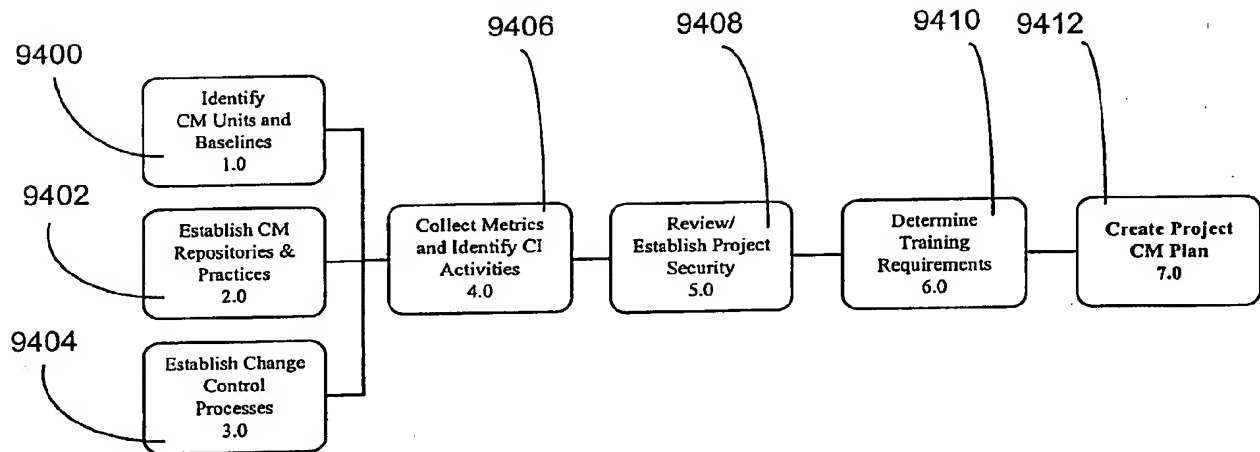 9400
Identify
CM Units and
Baselines
1.0
9402
Establish CM
Repositories &
Practices
2.0
9404
Establish Change
Control
Processes
3.0
9406
Collect Metrics
and Identify CI
Activities
4.0
9408
Review/
Establish Project
Security
5.0
9410
Determine
Training
Requirements
6.0
9412
Create Project
CM Plan
7.0